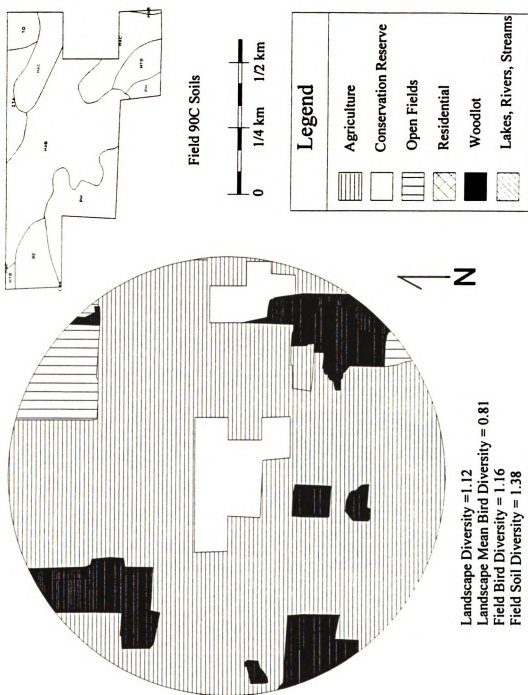 Field 90C Soils
0 1/4 km 1/2 km
Legend
Agriculture
Conservation Reserve
Open Fields
Residential
Woodlot
Lakes, Rivers, Streams
N
Landscape Diversity =1.12
Landscape Mean Bird Diversity = 0.81
Field Bird Diversity = 1.16
Field Soil Diversity = 1.38